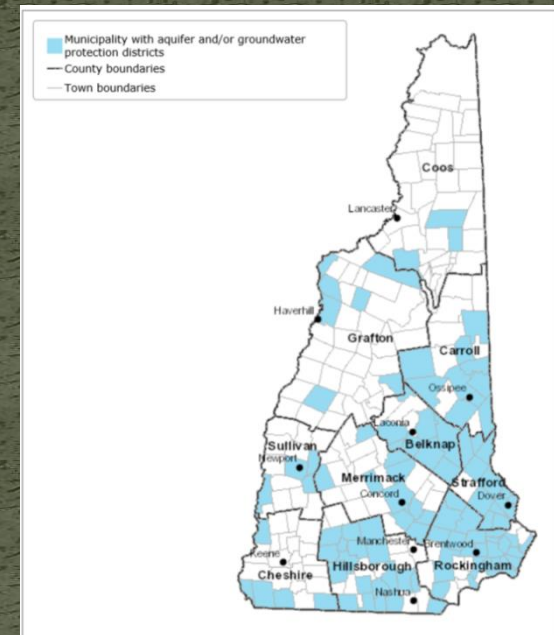 Municipality with aquifer and/or groundwater
protection districts
County boundaries
Town boundaries
Coos
Lancaster
Haverhill
Grafton
Carroll
Ossipee
Laconia
Sullivan
Belknap
Newport
Merrimack
Strafford
Concord
Dover
Manchester
Brentwood
Keene
Hillsborough
Rockingham
Cheshire
Nashua